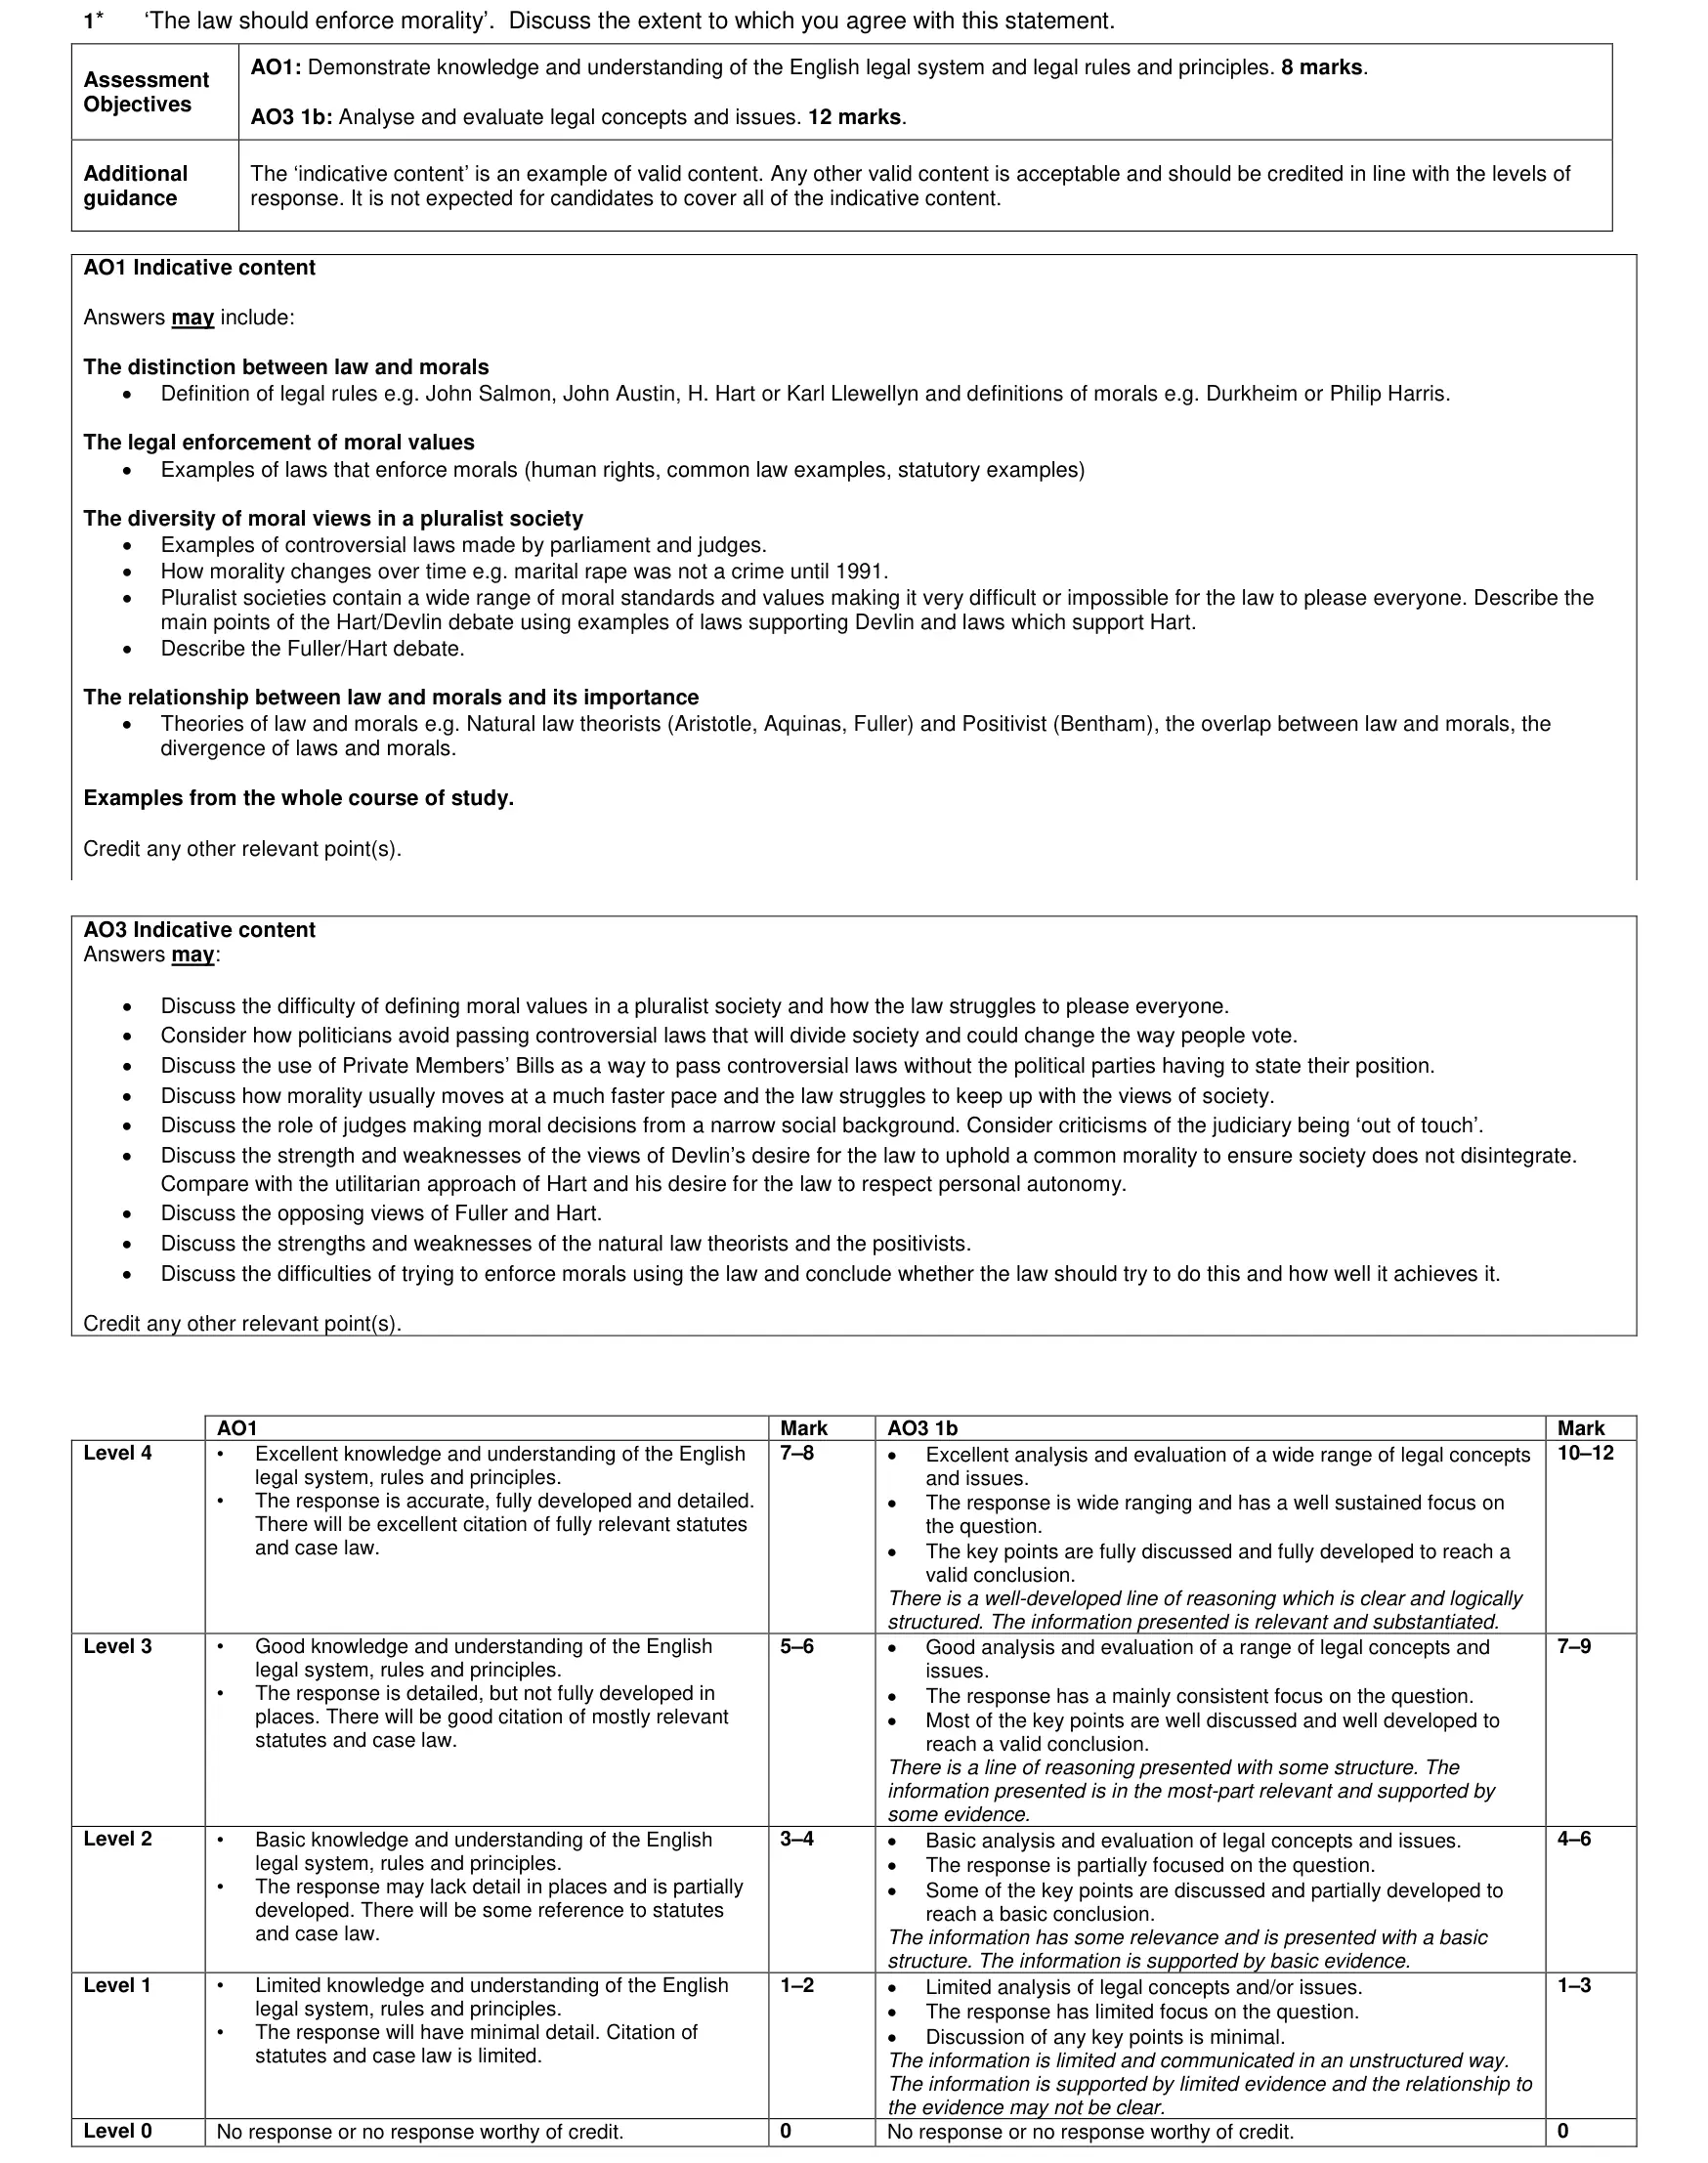 1* ‘The law should enforce morality’. Discuss the extent to which you agree with this statement.
Assessment
Objectives
AO1: Demonstrate knowledge and understanding of the English legal system and legal rules and principles. 8 marks.
AO3 1b: Analyse and evaluate legal concepts and issues. 12 marks.
Additional
guidance
The ‘indicative content’ is an example of valid content. Any other valid content is acceptable and should be credited in line with the levels of
response. It is not expected for candidates to cover all of the indicative content.
AO1 Indicative content
Answers may include:
The distinction between law and morals
• Definition of legal rules e.g. John Salmon, John Austin, H. Hart or Karl Llewellyn and definitions of morals e.g. Durkheim or Philip Harris.
The legal enforcement of moral values
• Examples of laws that enforce morals (human rights, common law examples, statutory examples)
The diversity of moral views in a pluralist society
• Examples of controversial laws made by parliament and judges.
• How morality changes over time e.g. marital rape was not a crime until 1991.
• Pluralist societies contain a wide range of moral standards and values making it very difficult or impossible for the law to please everyone. Describe the
main points of the Hart/Devlin debate using examples of laws supporting Devlin and laws which support Hart.
• Describe the Fuller/Hart debate.
The relationship between law and morals and its importance
• Theories of law and morals e.g. Natural law theorists (Aristotle, Aquinas, Fuller) and Positivist (Bentham), the overlap between law and morals, the
divergence of laws and morals.
Examples from the whole course of study.
Credit any other relevant point(s).
AO3 Indicative content
Answers may:
• Discuss the difficulty of defining moral values in a pluralist society and how the law struggles to please everyone.
• Consider how politicians avoid passing controversial laws that will divide society and could change the way people vote.
• Discuss the use of Private Members’ Bills as a way to pass controversial laws without the political parties having to state their position.
• Discuss how morality usually moves at a much faster pace and the law struggles to keep up with the views of society.
• Discuss the role of judges making moral decisions from a narrow social background. Consider criticisms of the judiciary being ‘out of touch’.
• Discuss the strength and weaknesses of the views of Devlin’s desire for the law to uphold a common morality to ensure society does not disintegrate.
Compare with the utilitarian approach of Hart and his desire for the law to respect personal autonomy.
• Discuss the opposing views of Fuller and Hart.
• Discuss the strengths and weaknesses of the natural law theorists and the positivists.
• Discuss the difficulties of trying to enforce morals using the law and conclude whether the law should try to do this and how well it achieves it.
Credit any other relevant point(s).
AO1 Mark AO3 1b Mark
Level 4
• Excellent knowledge and understanding of the English
legal system, rules and principles.
• The response is accurate, fully developed and detailed.
There will be excellent citation of fully relevant statutes
and case law.
7–8
• Excellent analysis and evaluation of a wide range of legal concepts
and issues.
• The response is wide ranging and has a well sustained focus on
the question.
• The key points are fully discussed and fully developed to reach a
valid conclusion.
There is a well-developed line of reasoning which is clear and logically
structured. The information presented is relevant and substantiated.
10–12
Level 3
• Good knowledge and understanding of the English
legal system, rules and principles.
• The response is detailed, but not fully developed in
places. There will be good citation of mostly relevant
statutes and case law.
5–6
• Good analysis and evaluation of a range of legal concepts and
issues.
• The response has a mainly consistent focus on the question.
• Most of the key points are well discussed and well developed to
reach a valid conclusion.
There is a line of reasoning presented with some structure. The
information presented is in the most-part relevant and supported by
some evidence.
7–9
Level 2
• Basic knowledge and understanding of the English
legal system, rules and principles.
• The response may lack detail in places and is partially
developed. There will be some reference to statutes
and case law.
3–4
• Basic analysis and evaluation of legal concepts and issues.
• The response is partially focused on the question.
• Some of the key points are discussed and partially developed to
reach a basic conclusion.
The information has some relevance and is presented with a basic
structure. The information is supported by basic evidence.
4–6
Level 1
• Limited knowledge and understanding of the English
legal system, rules and principles.
• The response will have minimal detail. Citation of
statutes and case law is limited.
1–2
• Limited analysis of legal concepts and/or issues.
• The response has limited focus on the question.
• Discussion of any key points is minimal.
The information is limited and communicated in an unstructured way.
The information is supported by limited evidence and the relationship to
the evidence may not be clear.
1–3
Level 0
No response or no response worthy of credit.
0
No response or no response worthy of credit.
0